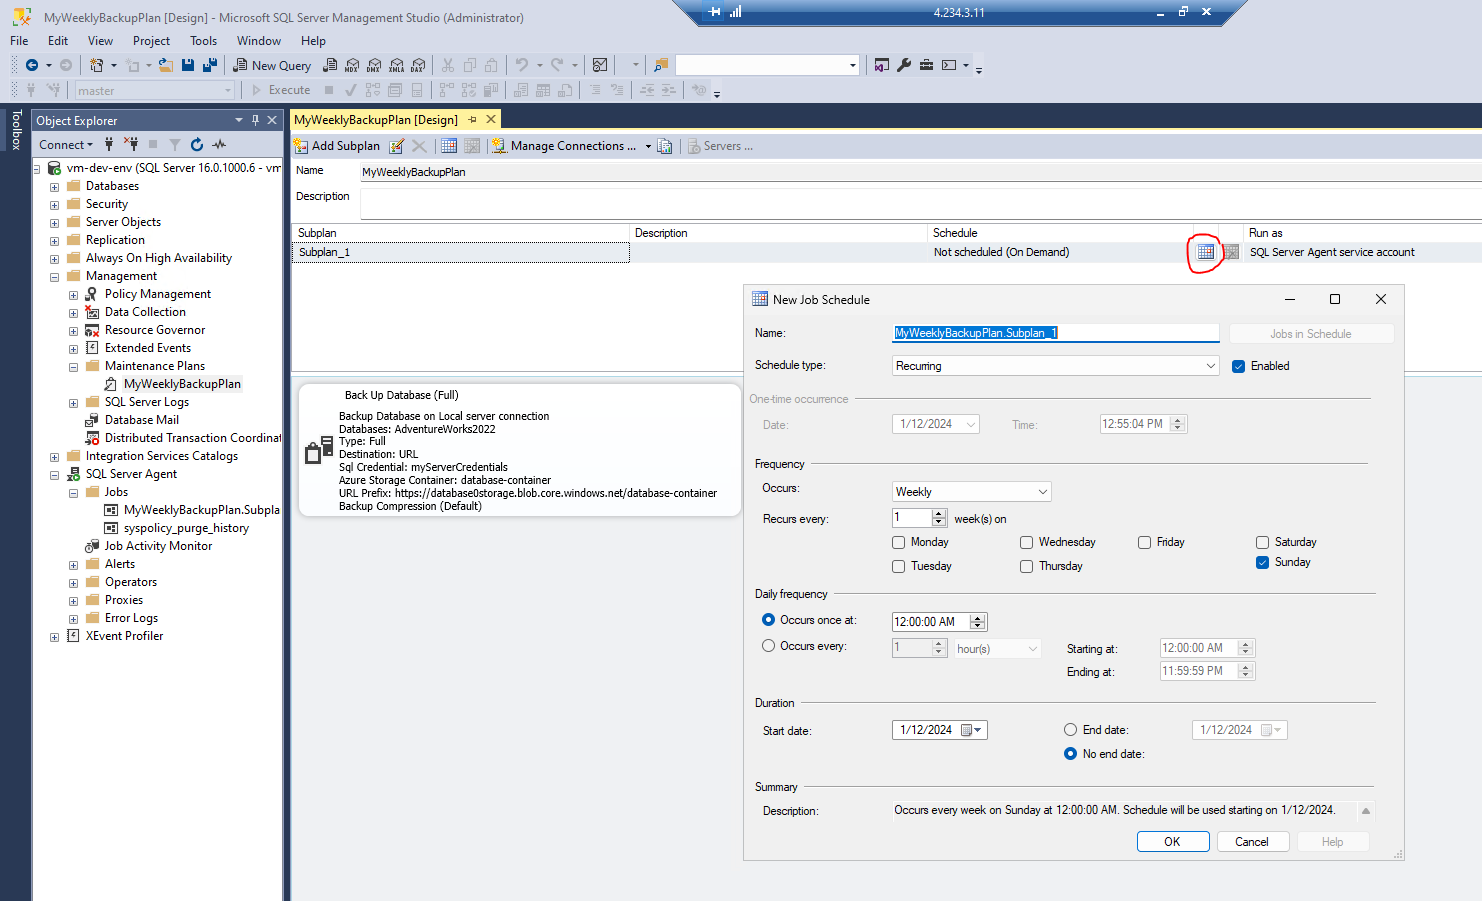 MyWeeklyBackupPlan [Design] - Microsoft SQL Server Management Studio (Administrator)
4.234.3.11
File Edit View Project Tools Window Help
New Query
MDX DMX XMLA DAX
master Execute
Toolbox
Object Explorer
Connect
vm-dev-env (SQL Server 16.0.1000.6 - vm
Databases
Security
Server Objects
Replication
Always On High Availability
Management
Policy Management
Data Collection
Resource Governor
Extended Events
Maintenance Plans
MyWeeklyBackupPlan
SQL Server Logs
Database Mail
Distributed Transaction Coordinat
Integration Services Catalogs
SQL Server Agent
Jobs
MyWeeklyBackupPlan.Subpla
syspolicy_purge_history
Job Activity Monitor
Alerts
Operators
Proxies
Error Logs
XEvent Profiler
MyWeeklyBackupPlan [Design]
Add Subplan Manage Connections ... Servers ...
Name MyWeeklyBackupPlan
Description
Subplan Description Schedule Run as
Subplan_1 Not scheduled (On Demand) SQL Server Agent service account
Back Up Database (Full)
Backup Database on Local server connection
Databases: AdventureWorks2022
Type: Full
Destination: URL
Sql Credential: myServerCredentials
Azure Storage Container: database-container
URL Prefix: https://database0storage.blob.core.windows.net/database-container
Backup Compression (Default)
New Job Schedule
Name: MyWeeklyBackupPlan.Subplan_1 Jobs in Schedule
Schedule type: Recurring Enabled
One-time occurrence
Date: 1/12/2024 Time: 12:55:04 PM
Frequency
Occurs: Weekly
Recurs every: 1 week(s) on
Monday Wednesday Friday Saturday
Tuesday Thursday Sunday
Daily frequency
Occurs once at: 12:00:00 AM
Occurs every: 1 hour(s) Starting at: 12:00:00 AM
Ending at: 11:59:59 PM
Duration
Start date: 1/12/2024 End date: 1/12/2024
No end date:
Summary
Description: Occurs every week on Sunday at 12:00:00 AM. Schedule will be used starting on 1/12/2024.
OK Cancel Help